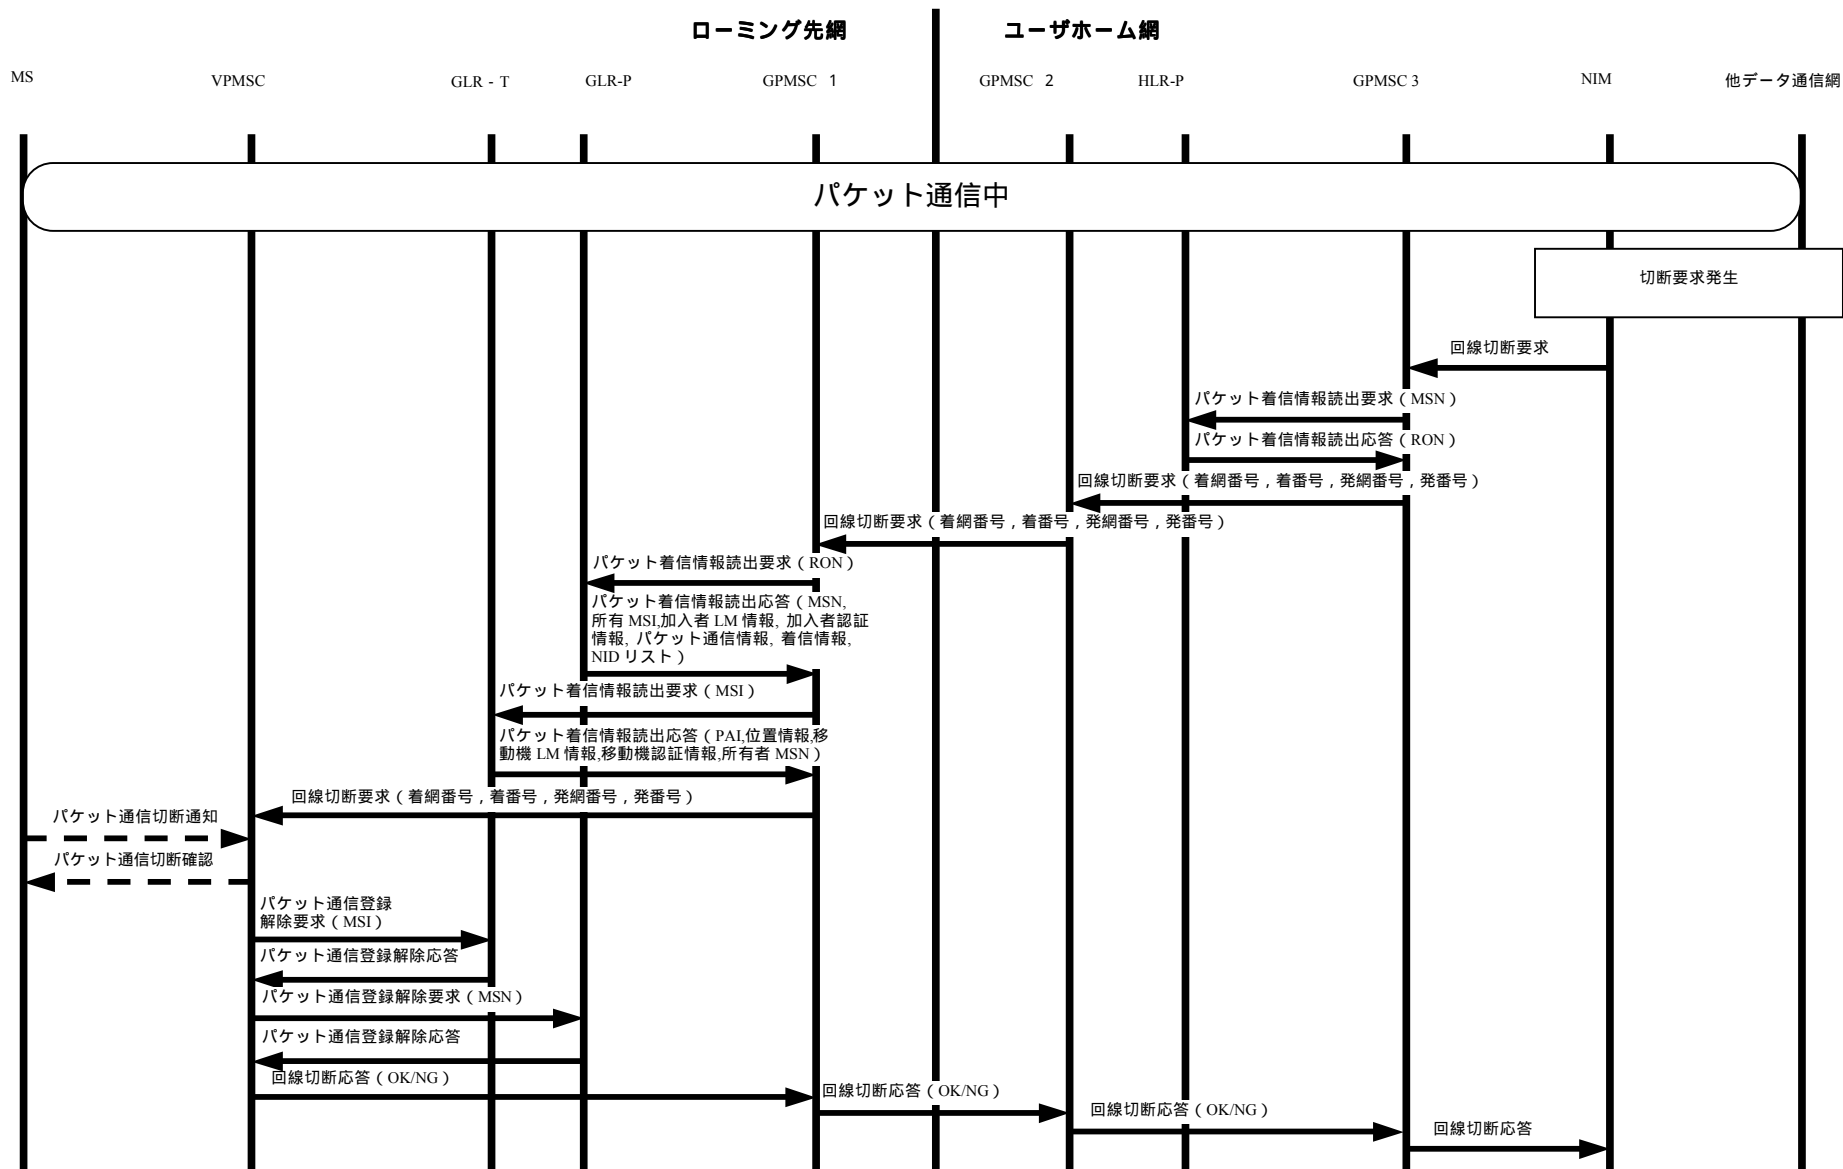 ローミング先網
ユーザホーム網
MS
VPMSC
GLR - T
GLR-P
GPMSC 1
GPMSC 2
HLR-P
GPMSC 3
NIM
他データ通信網
パケット通信中
切断要求発生
回線切断要求
パケット着信情報読出要求（MSN）
パケット着信情報読出応答（RON）
回線切断要求（着網番号，着番号，発網番号，発番号）
回線切断要求（着網番号，着番号，発網番号，発番号）
パケット着信情報読出要求（RON）
パケット着信情報読出応答（MSN,
所有 MSI,加入者 LM 情報, 加入者認証
情報, パケット通信情報, 着信情報,
NID リスト）
パケット着信情報読出要求（MSI）
パケット着信情報読出応答（PAI,位置情報,移
動機 LM 情報,移動機認証情報,所有者 MSN）
回線切断要求（着網番号，着番号，発網番号，発番号）
パケット通信切断通知
パケット通信切断確認
パケット通信登録
解除要求（MSI）
パケット通信登録解除応答
パケット通信登録解除要求（MSN）
パケット通信登録解除応答
回線切断応答（OK/NG）
回線切断応答（OK/NG）
回線切断応答（OK/NG）
回線切断応答